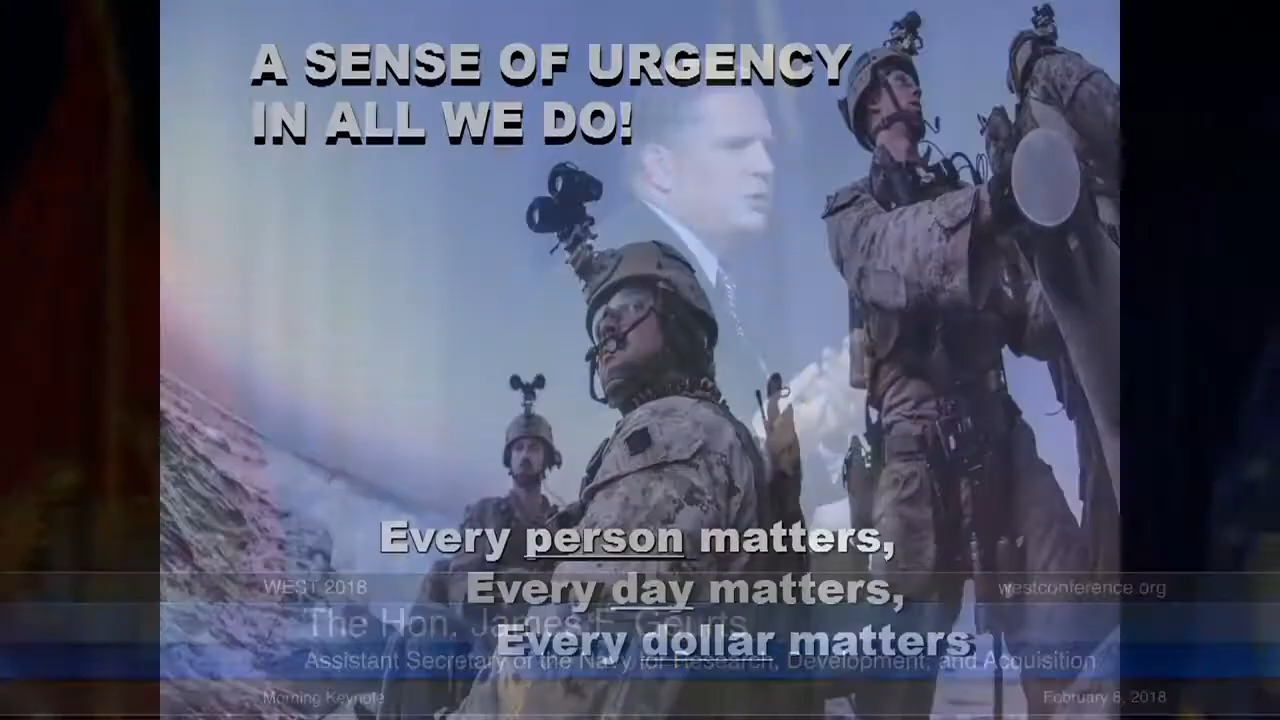 A SENSE OF URGENCY
IN ALL WE DO!
Every person matters,
WEST 2018
westconference.org
Every day matters,
The Hon. James F. Geurts
Every dollar matters
Assistant Secretary of the Navy for Research, Development, and Acquisition
Morning Keynote
February 8, 2018